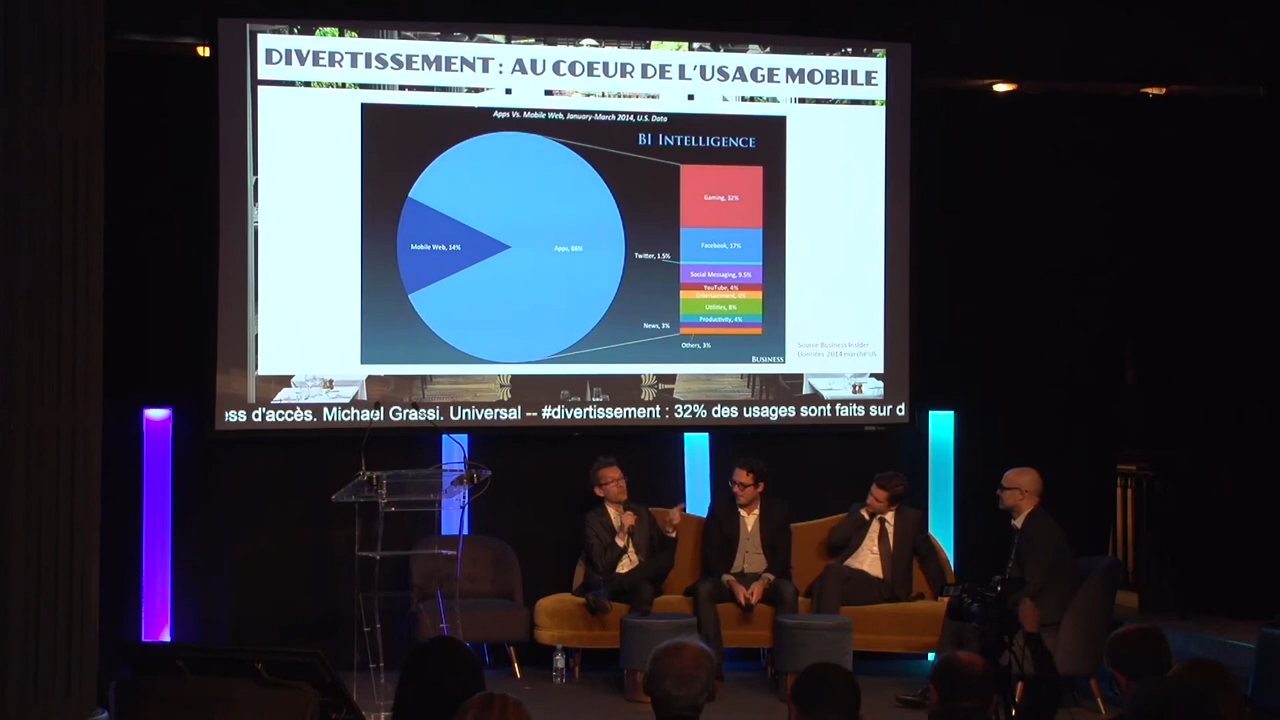 DIVERTISSEMENT : AU COEUR DE L'USAGE MOBILE
Apps Vs. Mobile Web, January-March 2014, U.S. Data
BI INTELLIGENCE
Mobile Web, 14%
Apps, 86%
Gaming, 32%
Facebook, 17%
Twitter, 1.5%
Social Messaging, 9.5%
YouTube, 4%
Entertainment, 4%
Utilities, 8%
Productivity, 4%
News, 3%
Others, 3%
BUSINESS
Source Business Insider
Données 2014 marché US
ess d'accès. Michael Grassi. Universal -- #divertissement : 32% des usages sont faits sur d